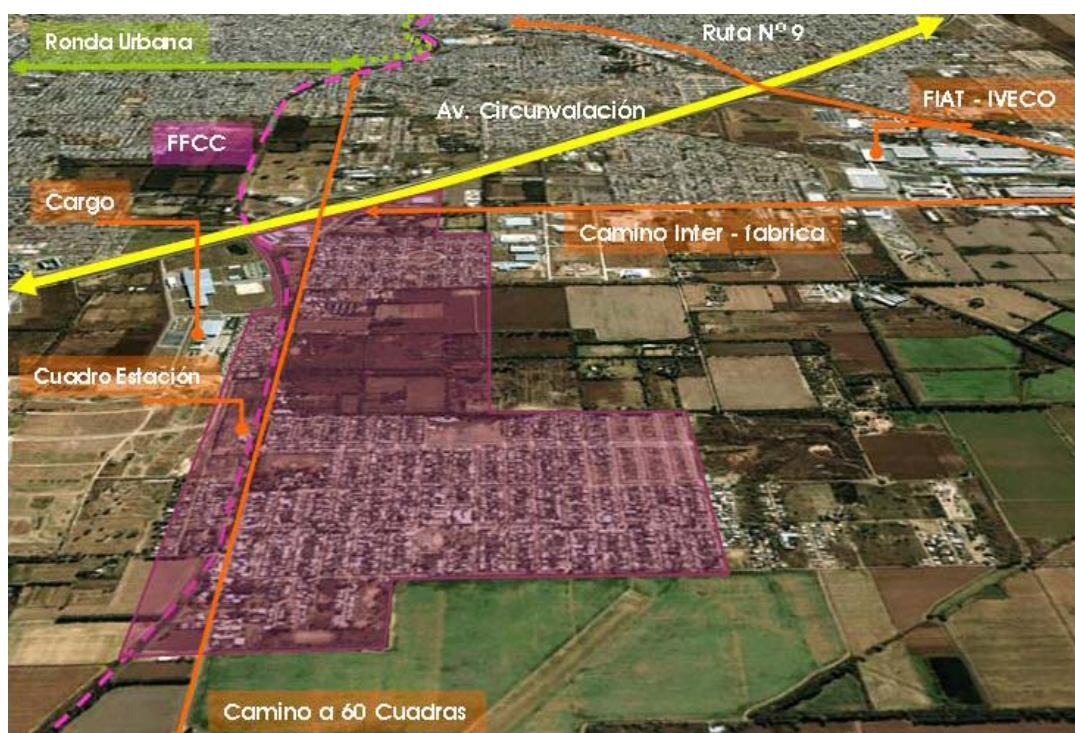 Ronda Urbana
Ruta Nº 9
FIAT - IVECO
Av. Circunvalación
FFCC
Cargo
Camino Inter - fabrica
Cuadro Estación
Camino a 60 Cuadras